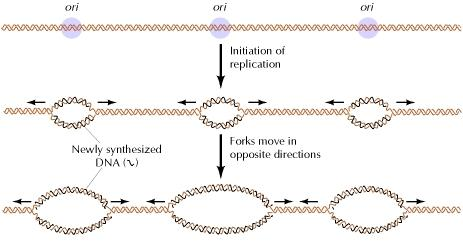 ori ori ori
Initiation of
replication
Newly synthesized
DNA (∿)
Forks move in
opposite directions